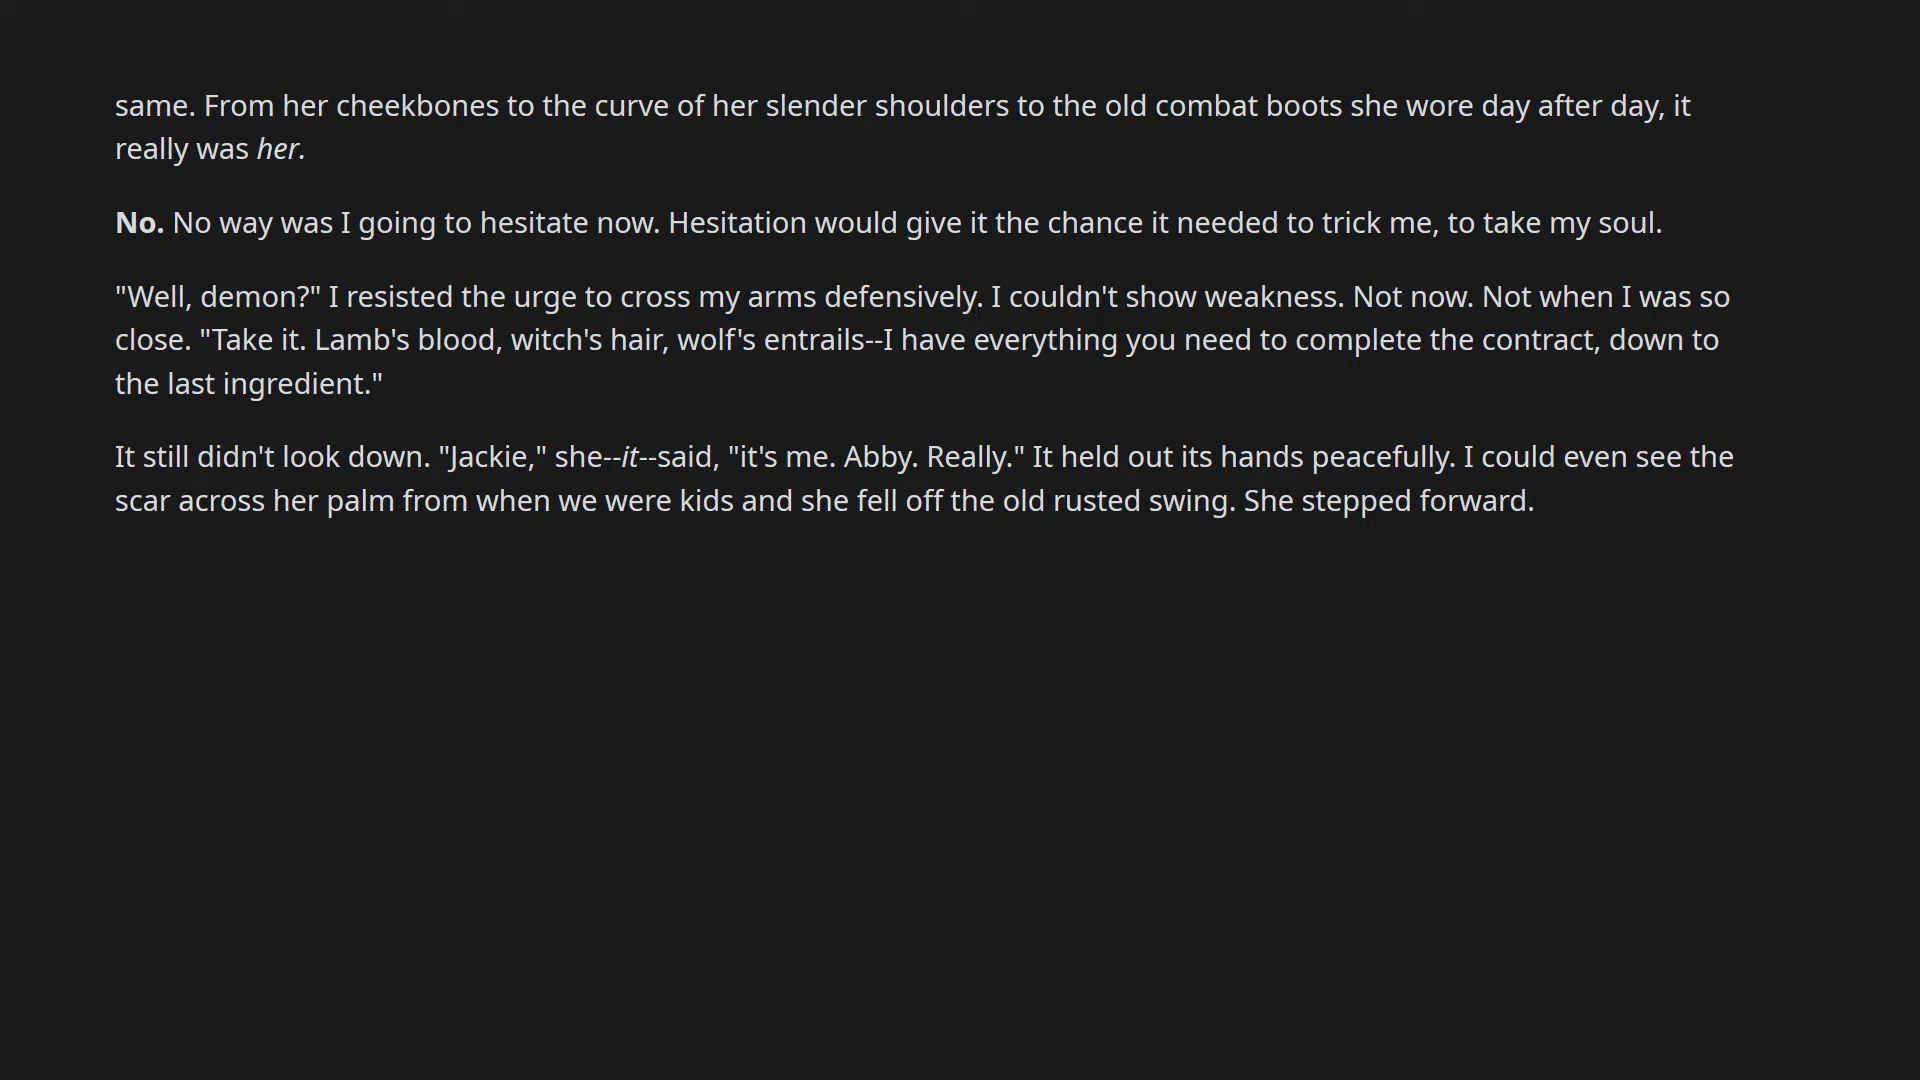 same. From her cheekbones to the curve of her slender shoulders to the old combat boots she wore day after day, it
really was her.
No. No way was I going to hesitate now. Hesitation would give it the chance it needed to trick me, to take my soul.
"Well, demon?" I resisted the urge to cross my arms defensively. I couldn't show weakness. Not now. Not when I was so
close. "Take it. Lamb's blood, witch's hair, wolf's entrails--I have everything you need to complete the contract, down to
the last ingredient."
It still didn't look down. "Jackie," she--it--said, "it's me. Abby. Really." It held out its hands peacefully. I could even see the
scar across her palm from when we were kids and she fell off the old rusted swing. She stepped forward.